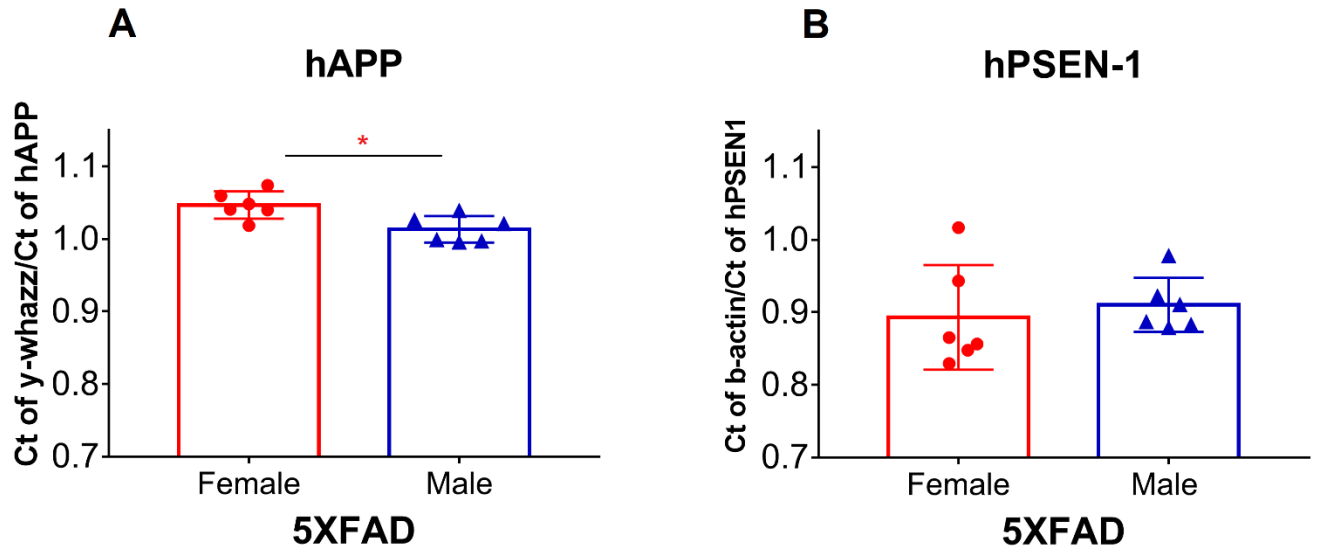 A
hAPP
Ct of y-whazz/Ct of hAPP
1.1
1.0
0.9
0.8
0.7
*
Female
Male
5XFAD
B
hPSEN-1
Ct of b-actin/Ct of hPSEN1
1.1
1.0
0.9
0.8
0.7
Female
Male
5XFAD